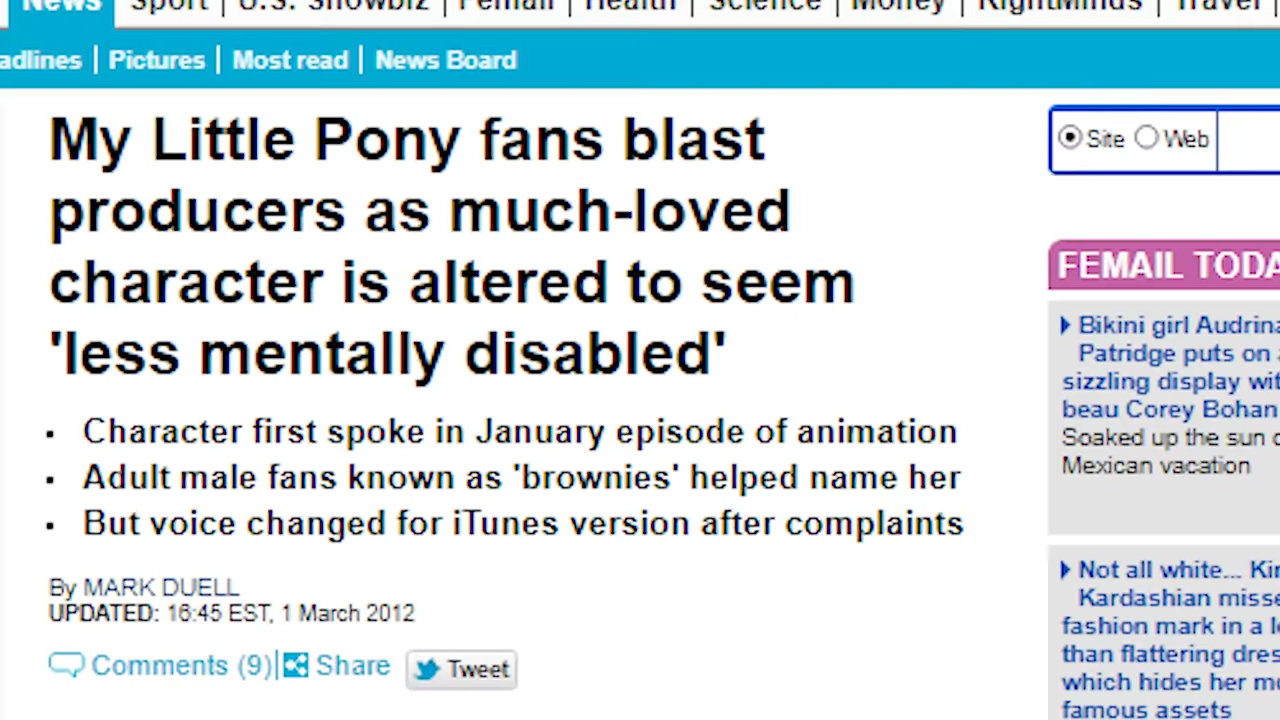 News Sport U.S. Showbiz Femail Health Science Money RightMinds Travel
adlines Pictures Most read News Board
My Little Pony fans blast
producers as much-loved
character is altered to seem
'less mentally disabled'
Character first spoke in January episode of animation
Adult male fans known as 'brownies' helped name her
But voice changed for iTunes version after complaints
By MARK DUELL
UPDATED: 16:45 EST, 1 March 2012
Comments (9) Share Tweet
Site Web
FEMAIL TODA
Bikini girl Audrina
Patridge puts on a
sizzling display wit
beau Corey Bohan
Soaked up the sun o
Mexican vacation
Not all white... Kin
Kardashian misse
fashion mark in a le
than flattering dres
which hides her mo
famous assets